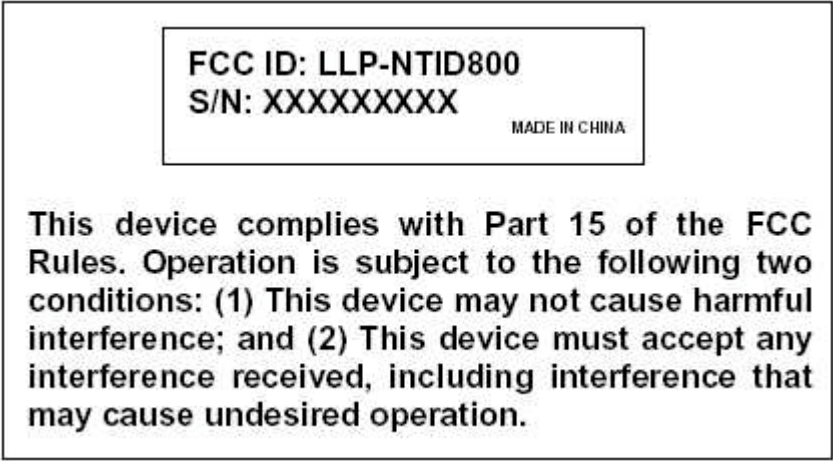 FCC ID: LLP-NTID800
S/N: XXXXXXXXX
MADE IN CHINA
This device complies with Part 15 of the FCC
Rules. Operation is subject to the following two
conditions: (1) This device may not cause harmful
interference; and (2) This device must accept any
interference received, including interference that
may cause undesired operation.